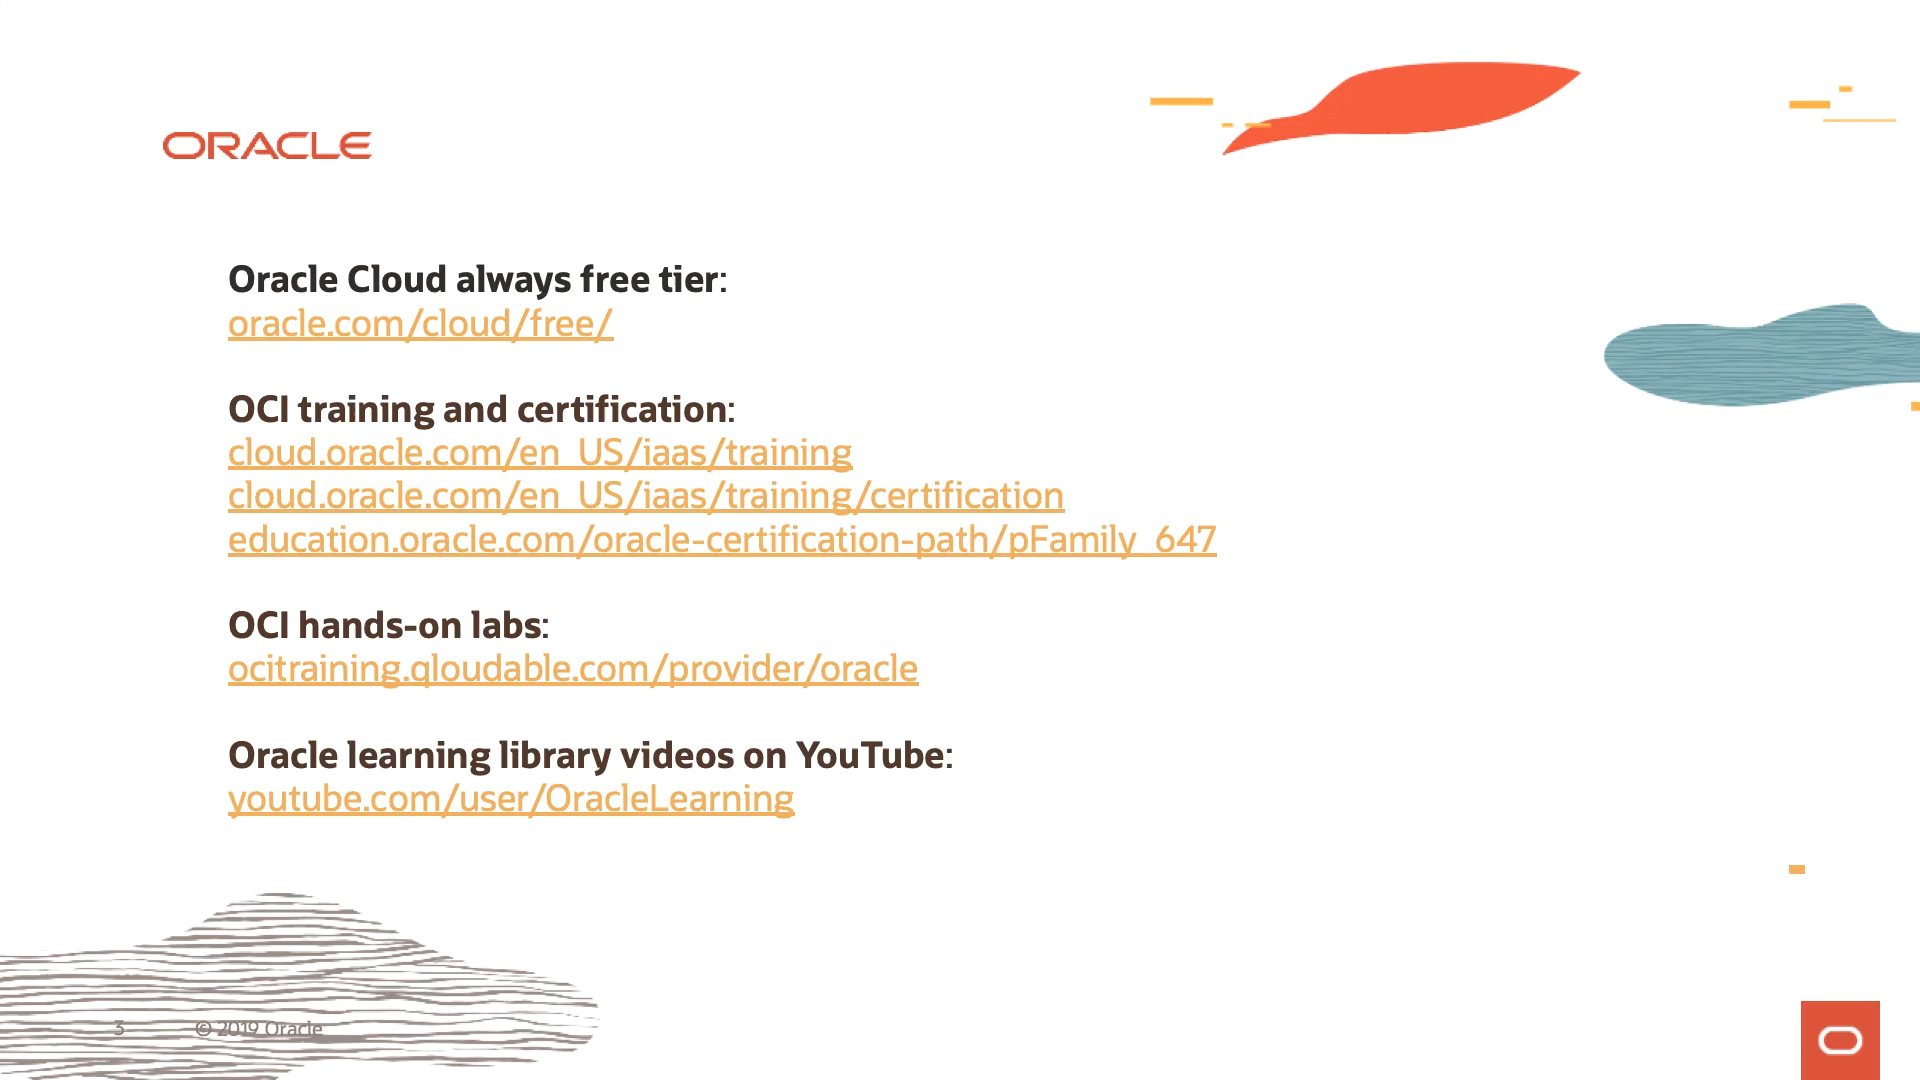 ORACLE
Oracle Cloud always free tier:
oracle.com/cloud/free/
OCI training and certification:
cloud.oracle.com/en_US/iaas/training
cloud.oracle.com/en_US/iaas/training/certification
education.oracle.com/oracle-certification-path/pFamily_647
OCI hands-on labs:
ocitraining.qloudable.com/provider/oracle
Oracle learning library videos on YouTube:
youtube.com/user/OracleLearning
3 © 2019 Oracle